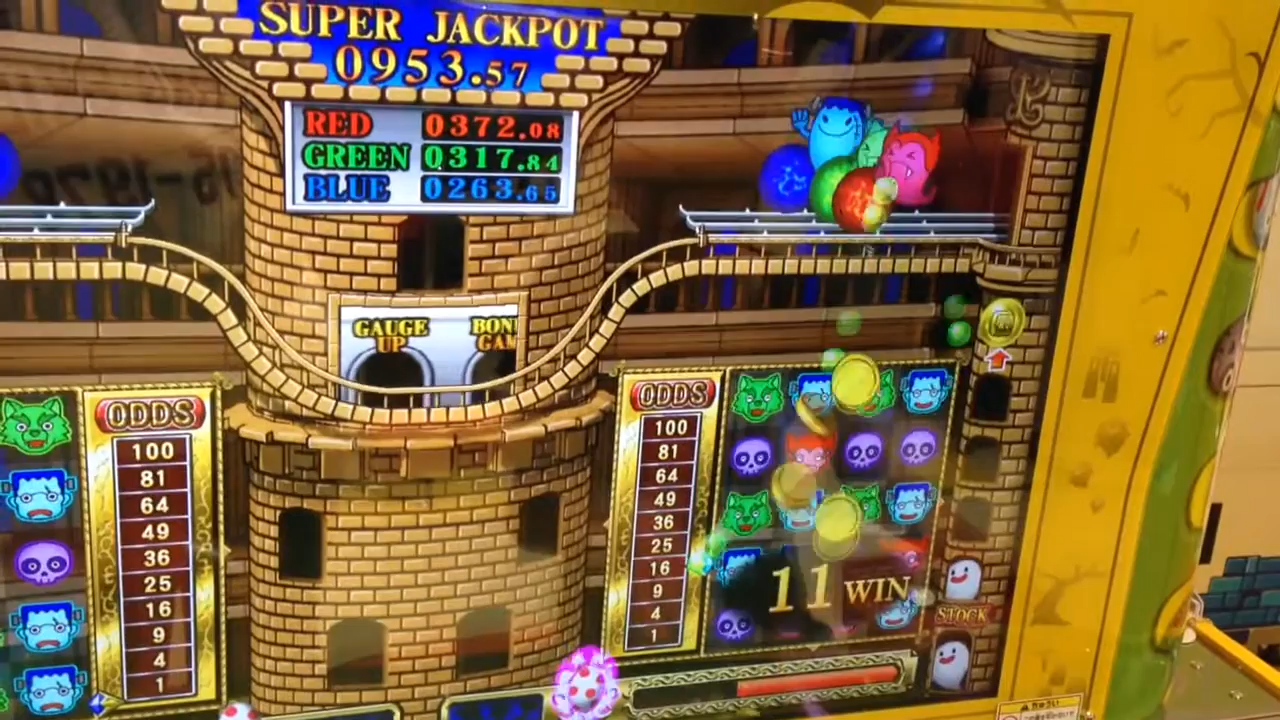 SUPER JACKPOT
0953.57
RED 0372.08
GREEN 0317.84
BLUE 0263.65
GAUGE UP
BON
GAM
ODDS
100
81
64
49
36
25
16
9
4
1
ODDS
100
81
64
49
36
25
16
9
4
1
11 WIN
STOCK